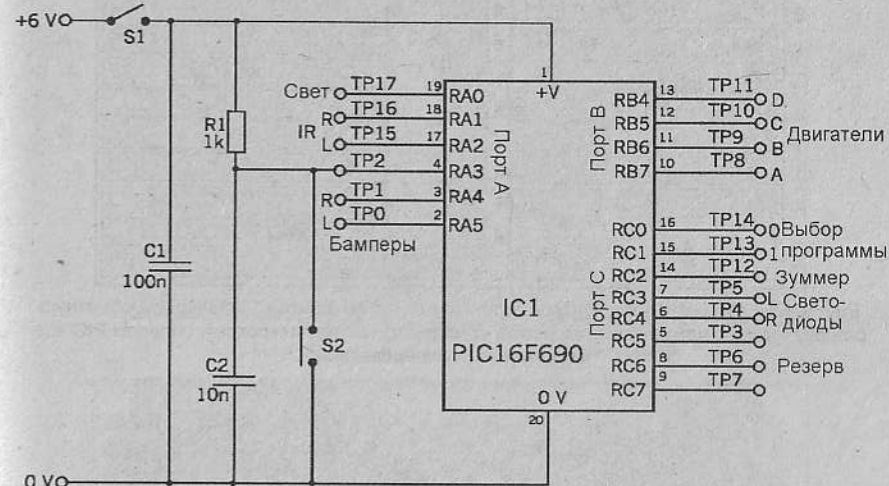 +6 V
S1
R1
1k
C1
100n
C2
10n
S2
0 V
Свет TP17 19 RA0
R TP16 18 RA1
IR
L TP15 17 RA2
TP2 4 RA3
R TP1 3 RA4
L TP0 2 RA5
Бамперы
Порт A
1
+V
Порт B
Порт C
IC1
PIC16F690
0 V
20
RB4 13 TP11 D
RB5 12 TP10 C
Двигатели
RB6 11 TP9 B
RB7 10 TP8 A
RC0 16 TP14 0 Выбор
RC1 15 TP13 1 программы
RC2 14 TP12 Зуммер
RC3 7 TP5 L Свето-
RC4 6 TP4 R диоды
RC5 5 TP3
RC6 8 TP6 Резерв
RC7 9 TP7